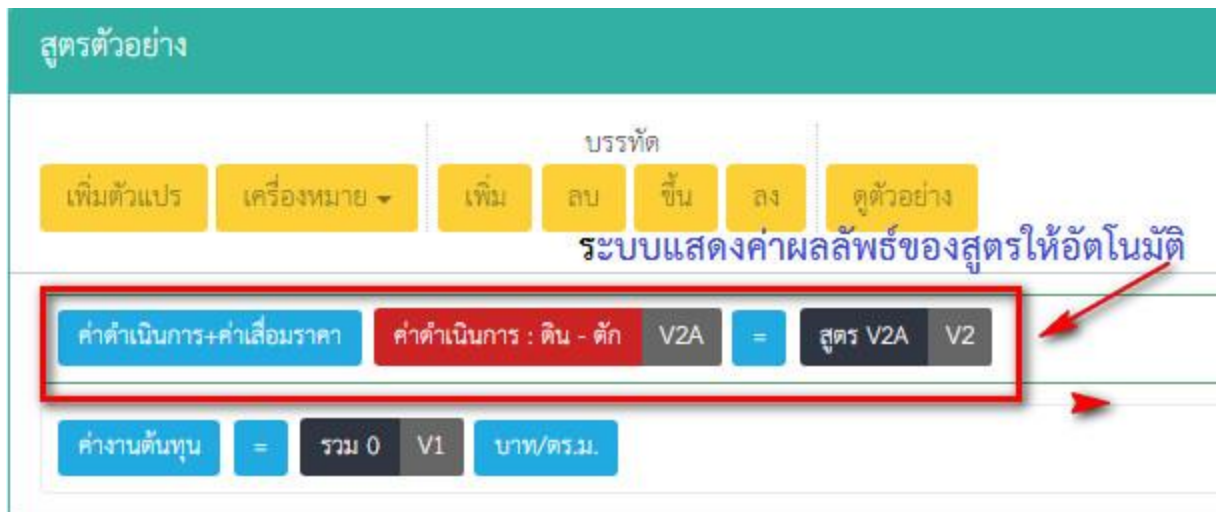 สูตรตัวอย่าง
บรรทัด
เพิ่มตัวแปร เครื่องหมาย เพิ่ม ลบ ขึ้น ลง ดูตัวอย่าง
ระบบแสดงค่าผลลัพธ์ของสูตรให้อัตโนมัติ
ค่าดำเนินการ+ค่าเสื่อมราคา ค่าดำเนินการ : ดิน - ตัก V2A = สูตร V2A V2
ค่างานต้นทุน = รวม 0 V1 บาท/ตร.ม.